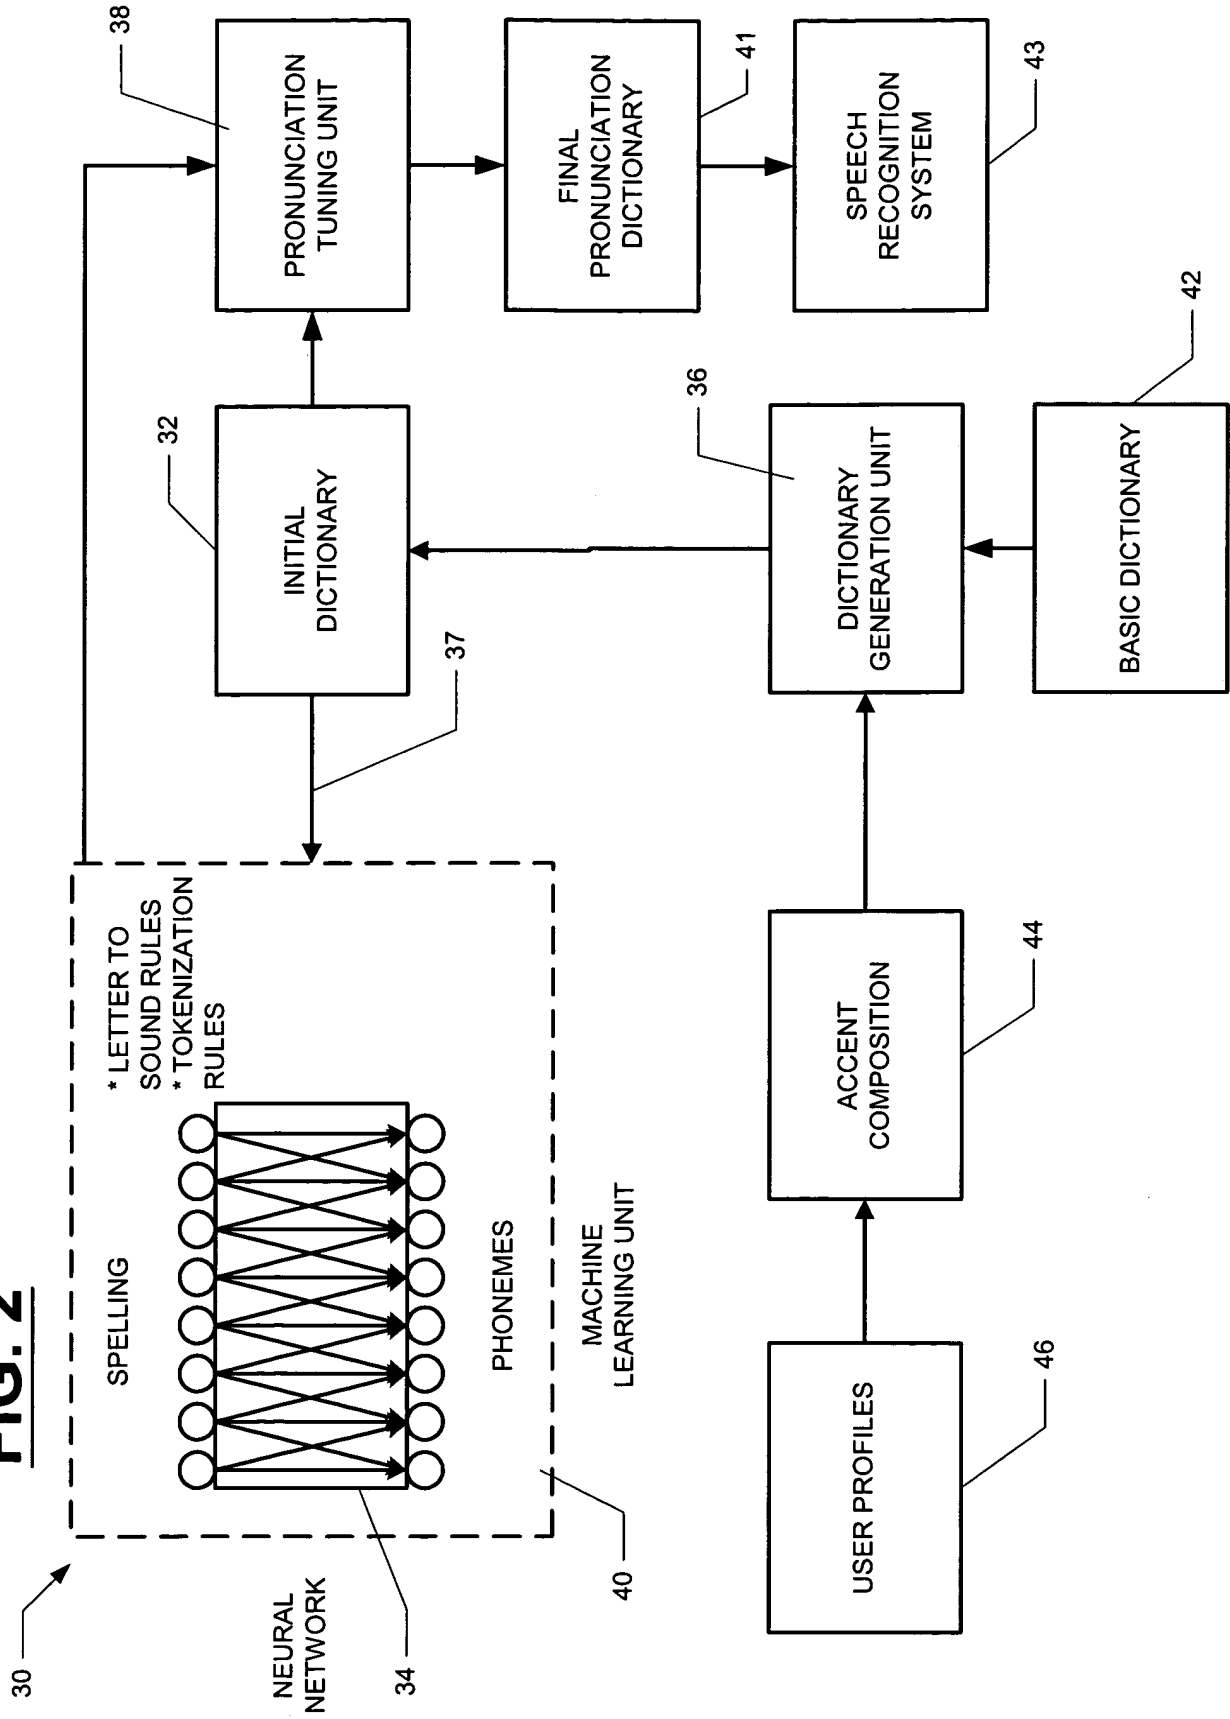 FIG. 2
30
NEURAL
NETWORK
34
SPELLING
* LETTER TO
SOUND RULES
* TOKENIZATION
RULES
PHONEMES
40
MACHINE
LEARNING UNIT
37
32
INITIAL
DICTIONARY
38
PRONUNCIATION
TUNING UNIT
41
FINAL
PRONUNCIATION
DICTIONARY
43
SPEECH
RECOGNITION
SYSTEM
USER PROFILES
46
ACCENT
COMPOSITION
44
36
DICTIONARY
GENERATION UNIT
42
BASIC DICTIONARY